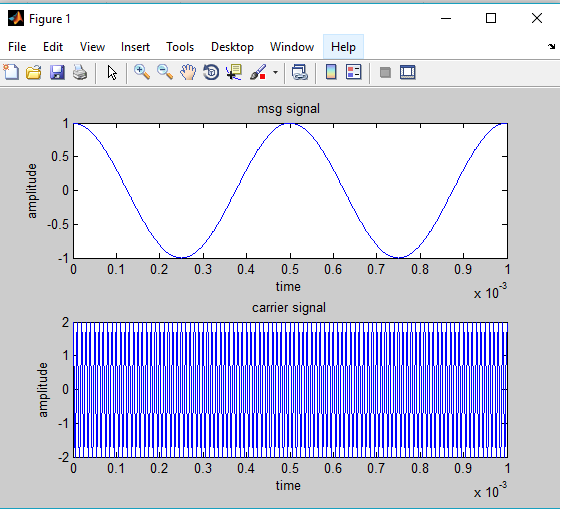 Figure 1
File Edit View Insert Tools Desktop Window Help
msg signal
amplitude
1
0.5
0
-0.5
-1
0 0.1 0.2 0.3 0.4 0.5 0.6 0.7 0.8 0.9 1
time
x 10-3
carrier signal
amplitude
2
1
0
-1
-2
0 0.1 0.2 0.3 0.4 0.5 0.6 0.7 0.8 0.9 1
time
x 10-3